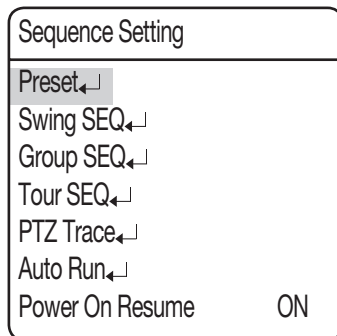 Sequence Setting
Preset↵
Swing SEQ↵
Group SEQ↵
Tour SEQ↵
PTZ Trace↵
Auto Run↵
Power On Resume ON